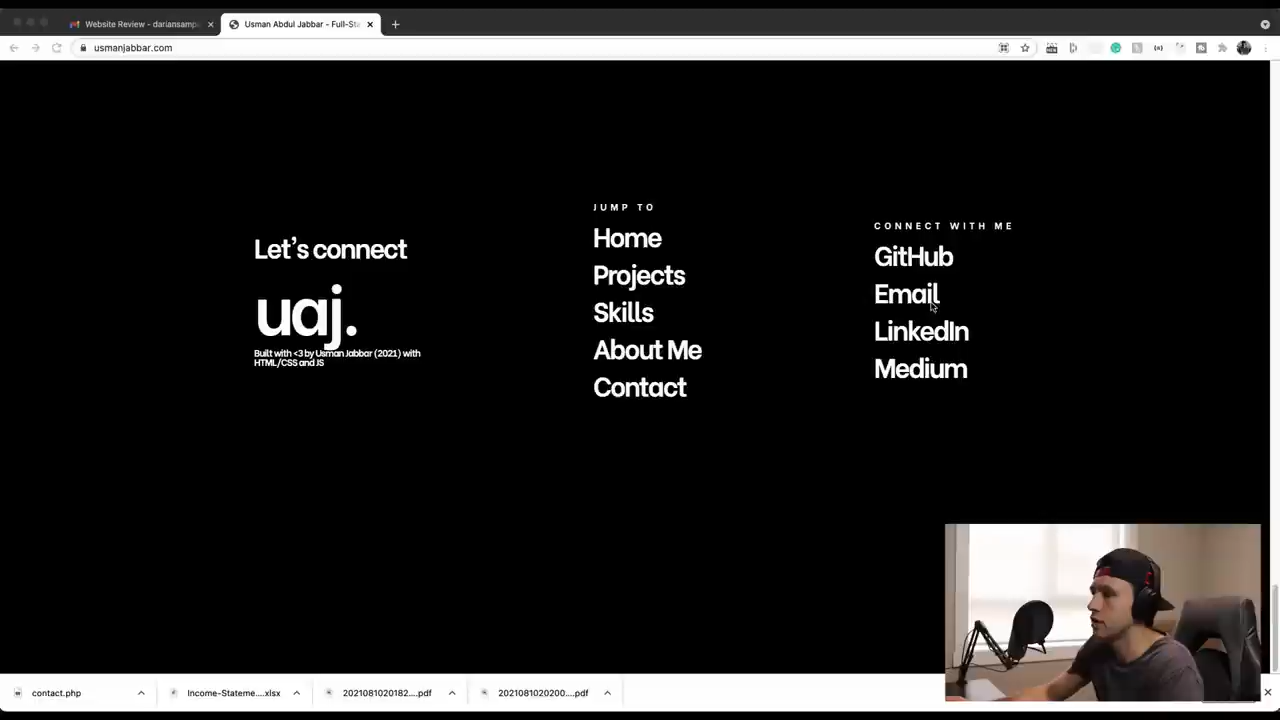 Website Review - dariansampa
Usman Abdul Jabbar - Full-Sta
usmanjabbar.com
Let's connect
uaj.
Built with <3 by Usman Jabbar (2021) with
HTML/CSS and JS
JUMP TO
Home
Projects
Skills
About Me
Contact
CONNECT WITH ME
GitHub
Email
LinkedIn
Medium
contact.php
Income-Stateme....xlsx
2021081020182....pdf
2021081020200....pdf